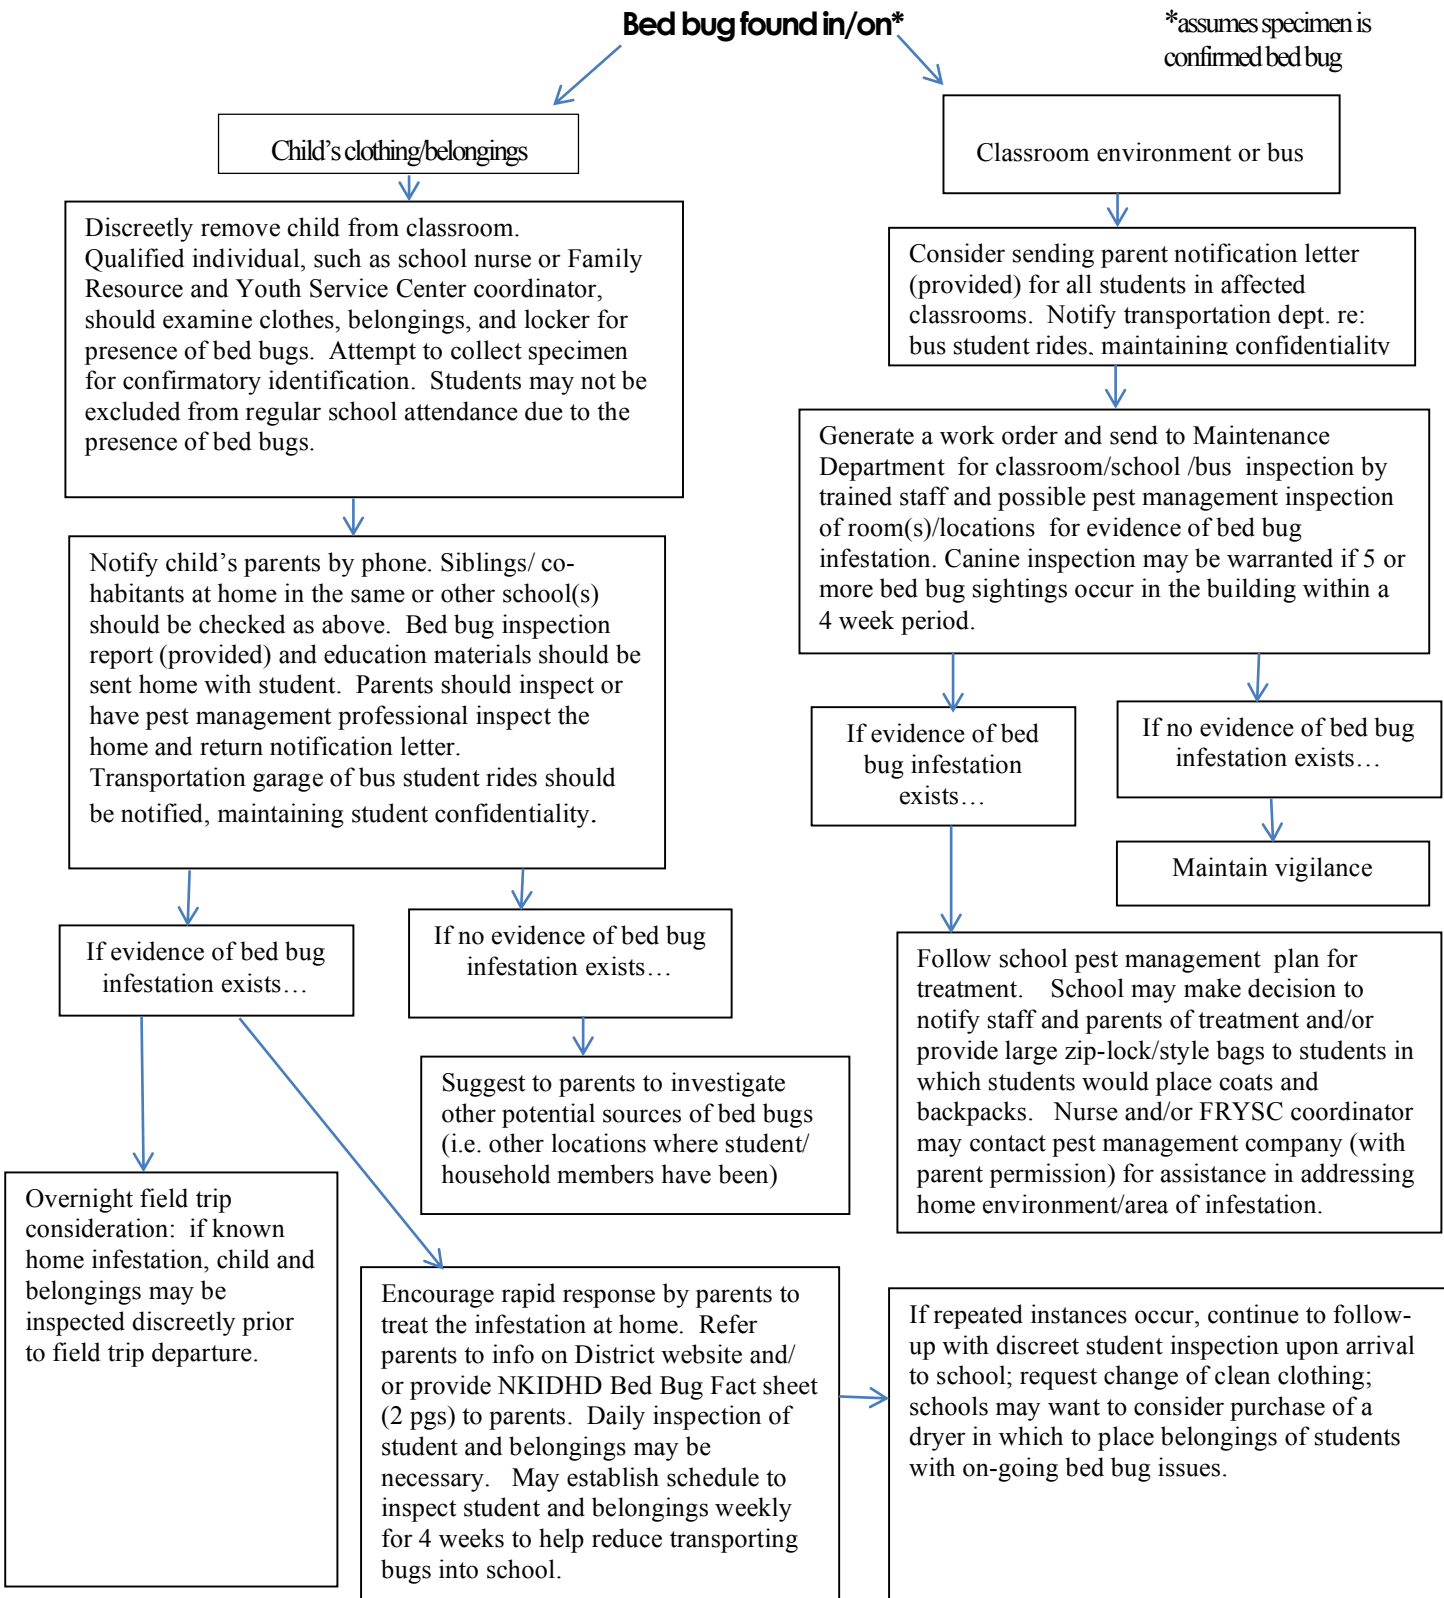 Bed bug found in/on*
*assumes specimen is
confirmed bed bug
Child's clothing/belongings
Classroom environment or bus
Discreetly remove child from classroom.
Qualified individual, such as school nurse or Family
Resource and Youth Service Center coordinator,
should examine clothes, belongings, and locker for
presence of bed bugs. Attempt to collect specimen
for confirmatory identification. Students may not be
excluded from regular school attendance due to the
presence of bed bugs.
Consider sending parent notification letter
(provided) for all students in affected
classrooms. Notify transportation dept. re:
bus student rides, maintaining confidentiality
Generate a work order and send to Maintenance
Department for classroom/school /bus inspection by
trained staff and possible pest management inspection
of room(s)/locations for evidence of bed bug
infestation. Canine inspection may be warranted if 5 or
more bed bug sightings occur in the building within a
4 week period.
Notify child's parents by phone. Siblings/ co-
habitants at home in the same or other school(s)
should be checked as above. Bed bug inspection
report (provided) and education materials should be
sent home with student. Parents should inspect or
have pest management professional inspect the
home and return notification letter.
Transportation garage of bus student rides should
be notified, maintaining student confidentiality.
If evidence of bed
bug infestation
exists…
If no evidence of bed bug
infestation exists…
Maintain vigilance
If evidence of bed bug
infestation exists…
If no evidence of bed bug
infestation exists…
Follow school pest management plan for
treatment. School may make decision to
notify staff and parents of treatment and/or
provide large zip-lock/style bags to students in
which students would place coats and
backpacks. Nurse and/or FRYSC coordinator
may contact pest management company (with
parent permission) for assistance in addressing
home environment/area of infestation.
Suggest to parents to investigate
other potential sources of bed bugs
(i.e. other locations where student/
household members have been)
Overnight field trip
consideration: if known
home infestation, child and
belongings may be
inspected discreetly prior
to field trip departure.
Encourage rapid response by parents to
treat the infestation at home. Refer
parents to info on District website and/
or provide NKIDHD Bed Bug Fact sheet
(2 pgs) to parents. Daily inspection of
student and belongings may be
necessary. May establish schedule to
inspect student and belongings weekly
for 4 weeks to help reduce transporting
bugs into school.
If repeated instances occur, continue to follow-
up with discreet student inspection upon arrival
to school; request change of clean clothing;
schools may want to consider purchase of a
dryer in which to place belongings of students
with on-going bed bug issues.